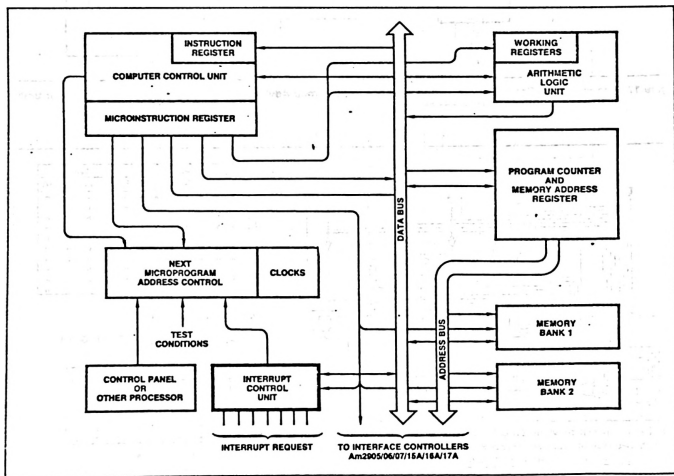 INSTRUCTION
REGISTER
COMPUTER CONTROL UNIT
MICROINSTRUCTION REGISTER
WORKING
REGISTERS
ARITHMETIC
LOGIC
UNIT
PROGRAM COUNTER
AND
MEMORY ADDRESS
REGISTER
DATA BUS
NEXT
MICROPROGRAM
ADDRESS CONTROL
CLOCKS
TEST
CONDITIONS
ADDRESS BUS
MEMORY
BANK 1
CONTROL PANEL
OR
OTHER PROCESSOR
INTERRUPT
CONTROL
UNIT
MEMORY
BANK 2
INTERRUPT REQUEST
TO INTERFACE CONTROLLERS
Am2905/06/07/15A/16A/17A